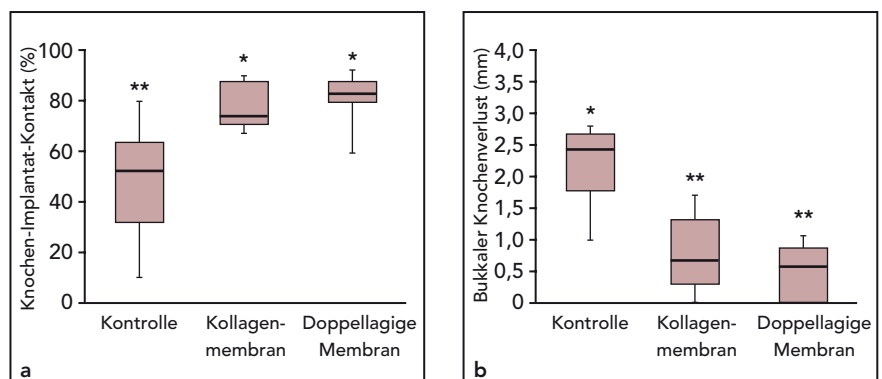 Knochen-Implantat-Kontakt (%)
100
80
60
40
20
0
**
*
*
Kontrolle
Kollagen-
membran
Doppellagige
Membran
a
Bukkaler Knochenverlust (mm)
4,0
3,5
3,0
2,5
2,0
1,5
1,0
0,5
0
*
**
**
Kontrolle
Kollagen-
membran
Doppellagige
Membran
b